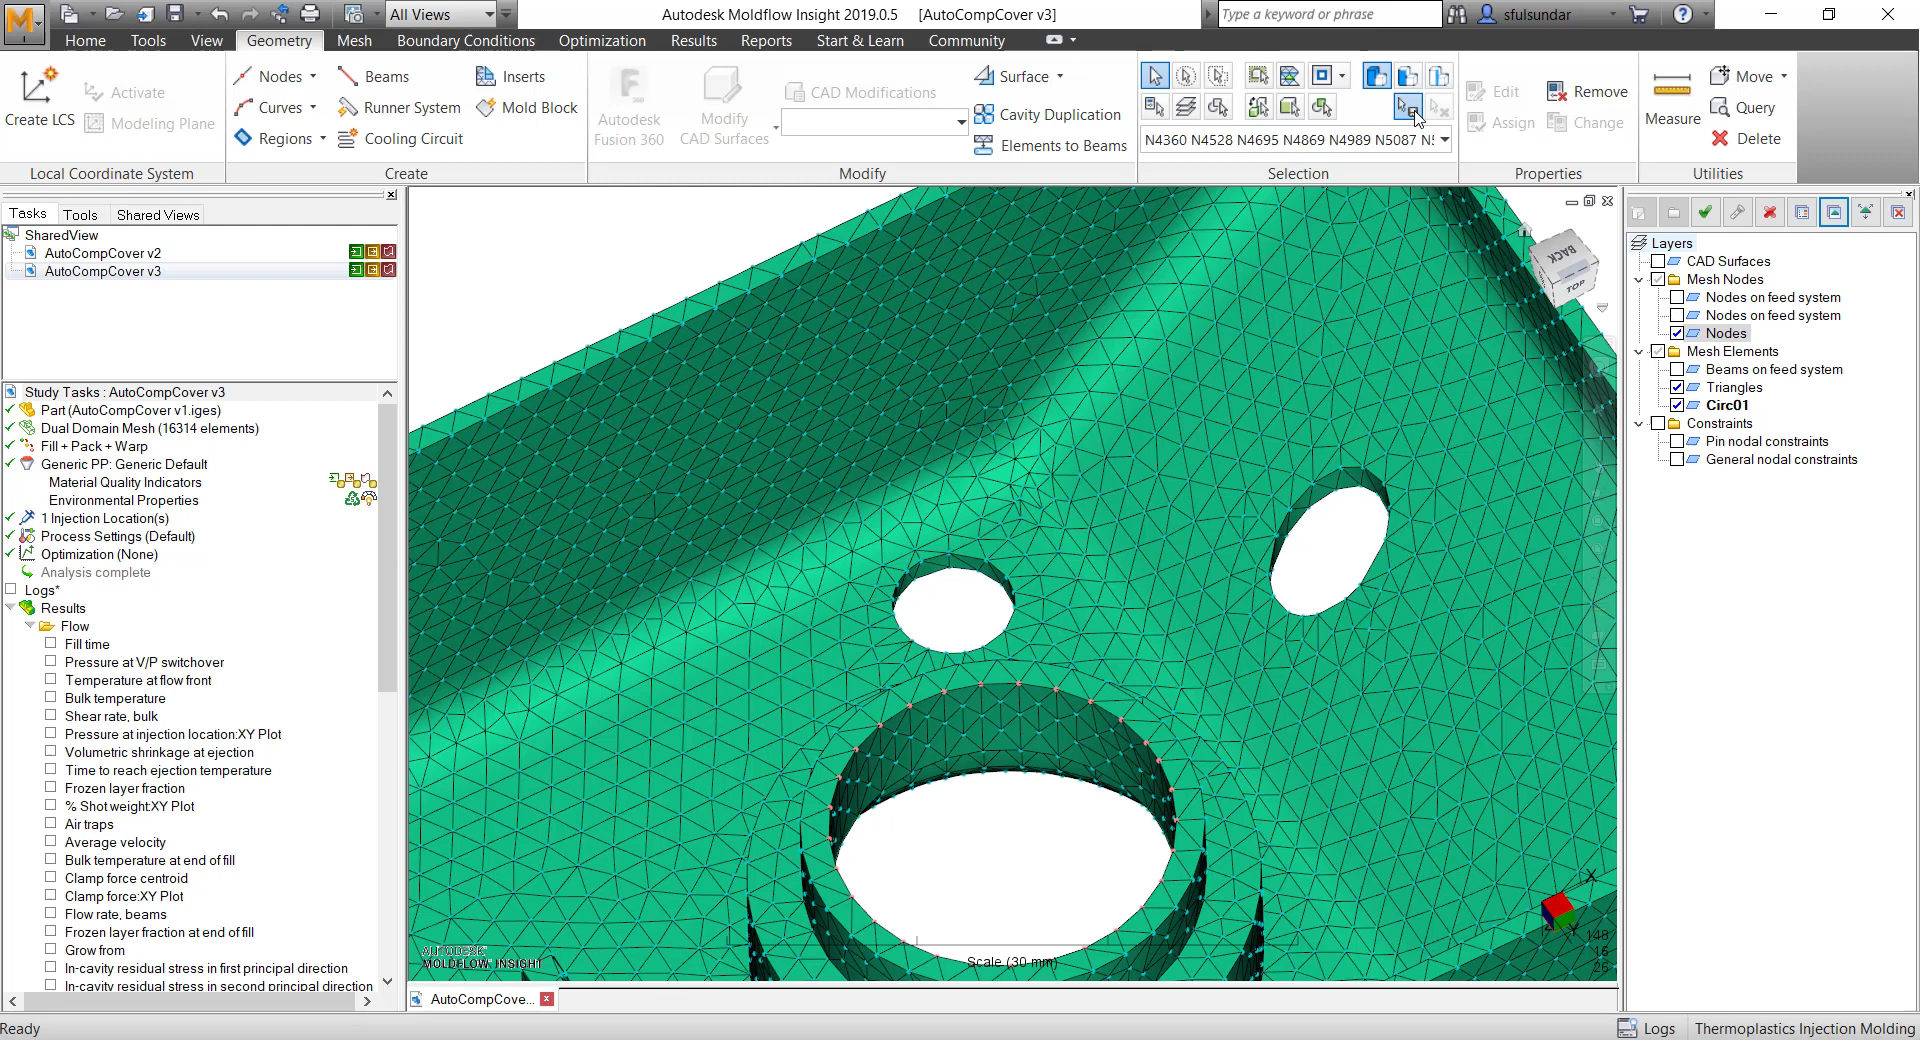 All Views
Autodesk Moldflow Insight 2019.0.5 [AutoCompCover v3]
Type a keyword or phrase
sfulsundar
Home Tools View Geometry Mesh Boundary Conditions Optimization Results Reports Start & Learn Community
Create LCS
Activate
Modeling Plane
Local Coordinate System
Nodes
Beams
Inserts
Curves
Runner System
Mold Block
Regions
Cooling Circuit
Create
Autodesk
Fusion 360
Modify
CAD Surfaces
CAD Modifications
Surface
Cavity Duplication
Elements to Beams
Modify
N4360 N4528 N4695 N4869 N4989 N5087 N5
Selection
Edit
Remove
Assign
Change
Properties
Measure
Move
Query
Delete
Utilities
Tasks Tools Shared Views
SharedView
AutoCompCover v2
AutoCompCover v3
Study Tasks : AutoCompCover v3
Part (AutoCompCover v1.iges)
Dual Domain Mesh (16314 elements)
Fill + Pack + Warp
Generic PP: Generic Default
Material Quality Indicators
Environmental Properties
1 Injection Location(s)
Process Settings (Default)
Optimization (None)
Analysis complete
Logs*
Results
Flow
Fill time
Pressure at V/P switchover
Temperature at flow front
Bulk temperature
Shear rate, bulk
Pressure at injection location:XY Plot
Volumetric shrinkage at ejection
Time to reach ejection temperature
Frozen layer fraction
% Shot weight:XY Plot
Air traps
Average velocity
Bulk temperature at end of fill
Clamp force centroid
Clamp force:XY Plot
Flow rate, beams
Frozen layer fraction at end of fill
Grow from
In-cavity residual stress in first principal direction
In-cavity residual stress in second principal direction
BACK
TOP
AUTODESK
MOLDFLOW INSIGHT
Scale (30 mm)
X
Y
Z
148
15
26
AutoCompCove...
Layers
CAD Surfaces
Mesh Nodes
Nodes on feed system
Nodes on feed system
Nodes
Mesh Elements
Beams on feed system
Triangles
Circ01
Constraints
Pin nodal constraints
General nodal constraints
Ready
Logs
Thermoplastics Injection Molding